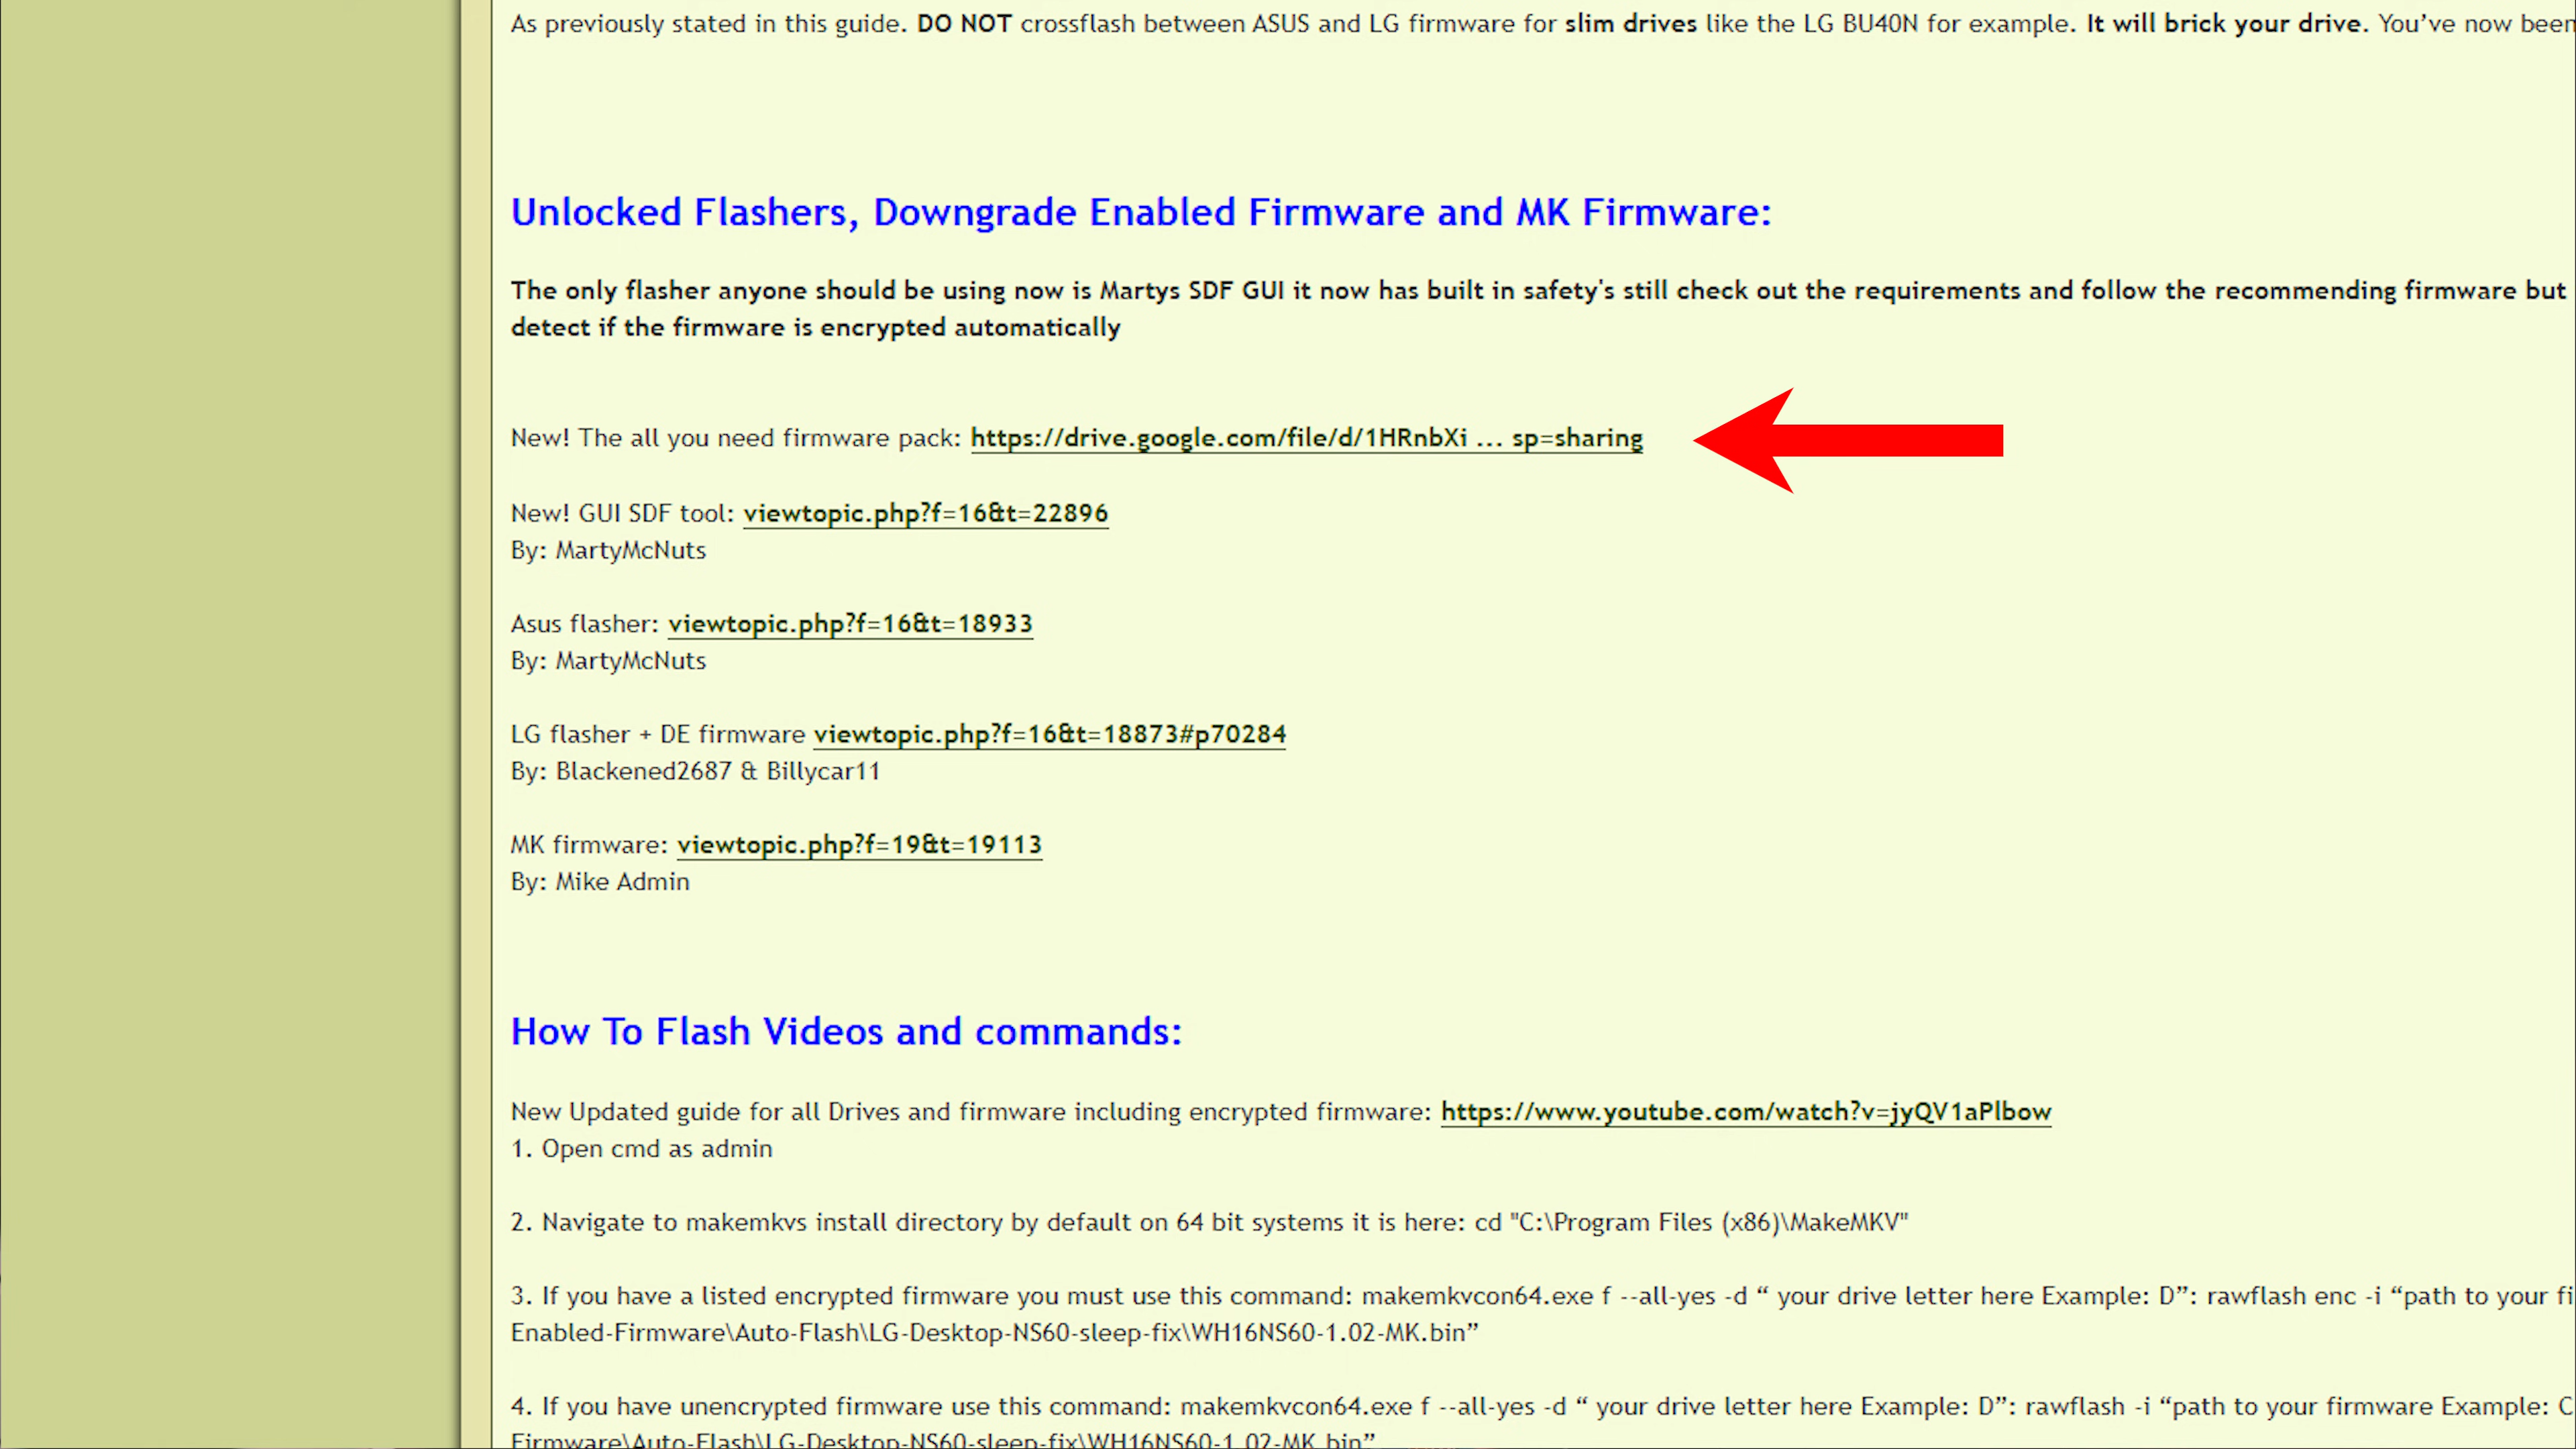 As previously stated in this guide. DO NOT crossflash between ASUS and LG firmware for slim drives like the LG BU40N for example. It will brick your drive. You’ve now been
Unlocked Flashers, Downgrade Enabled Firmware and MK Firmware:
The only flasher anyone should be using now is Martys SDF GUI it now has built in safety's still check out the requirements and follow the recommending firmware but
detect if the firmware is encrypted automatically
New! The all you need firmware pack: https://drive.google.com/file/d/1HRnbXi ... sp=sharing
New! GUI SDF tool: viewtopic.php?f=16&t=22896
By: MartyMcNuts
Asus flasher: viewtopic.php?f=16&t=18933
By: MartyMcNuts
LG flasher + DE firmware viewtopic.php?f=16&t=18873#p70284
By: Blackened2687 & Billycar11
MK firmware: viewtopic.php?f=19&t=19113
By: Mike Admin
How To Flash Videos and commands:
New Updated guide for all Drives and firmware including encrypted firmware: https://www.youtube.com/watch?v=jyQV1aPlbow
1. Open cmd as admin
2. Navigate to makemkvs install directory by default on 64 bit systems it is here: cd "C:\Program Files (x86)\MakeMKV"
3. If you have a listed encrypted firmware you must use this command: makemkvcon64.exe f --all-yes -d “ your drive letter here Example: D”: rawflash enc -i “path to your fi
Enabled-Firmware\Auto-Flash\LG-Desktop-NS60-sleep-fix\WH16NS60-1.02-MK.bin”
4. If you have unencrypted firmware use this command: makemkvcon64.exe f --all-yes -d “ your drive letter here Example: D”: rawflash -i “path to your firmware Example: C
Firmware\Auto-Flash\LG-Desktop-NS60-sleep-fix\WH16NS60-1.02-MK.bin”